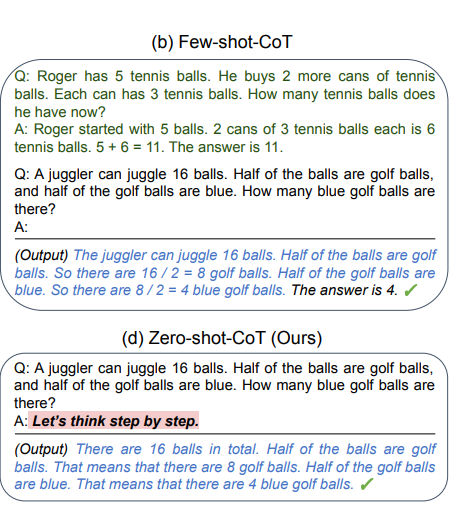 (b) Few-shot-CoT
Q: Roger has 5 tennis balls. He buys 2 more cans of tennis
balls. Each can has 3 tennis balls. How many tennis balls does
he have now?
A: Roger started with 5 balls. 2 cans of 3 tennis balls each is 6
tennis balls. 5 + 6 = 11. The answer is 11.
Q: A juggler can juggle 16 balls. Half of the balls are golf balls,
and half of the golf balls are blue. How many blue golf balls are
there?
A:
(Output) The juggler can juggle 16 balls. Half of the balls are golf
balls. So there are 16 / 2 = 8 golf balls. Half of the golf balls are
blue. So there are 8 / 2 = 4 blue golf balls. The answer is 4. ✓
(d) Zero-shot-CoT (Ours)
Q: A juggler can juggle 16 balls. Half of the balls are golf balls,
and half of the golf balls are blue. How many blue golf balls are
there?
A: Let's think step by step.
(Output) There are 16 balls in total. Half of the balls are golf
balls. That means that there are 8 golf balls. Half of the golf balls
are blue. That means that there are 4 blue golf balls. ✓